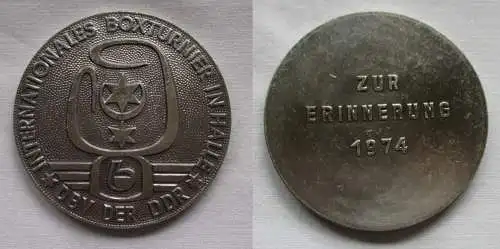 INTERNATIONALES BOXTURNIER IN HALLE
DBV DER DDR
ZUR
ERINNERUNG
1974